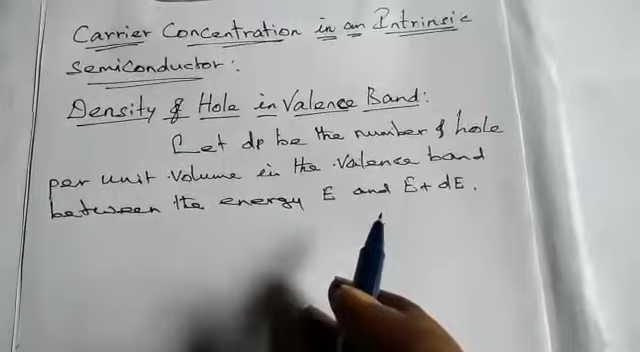 Carrier Concentration in an Intrinsic
Semiconductor:
Density of Hole in Valence Band:
Let dp be the number of hole
per unit volume in the valence band
between the energy E and E+dE.